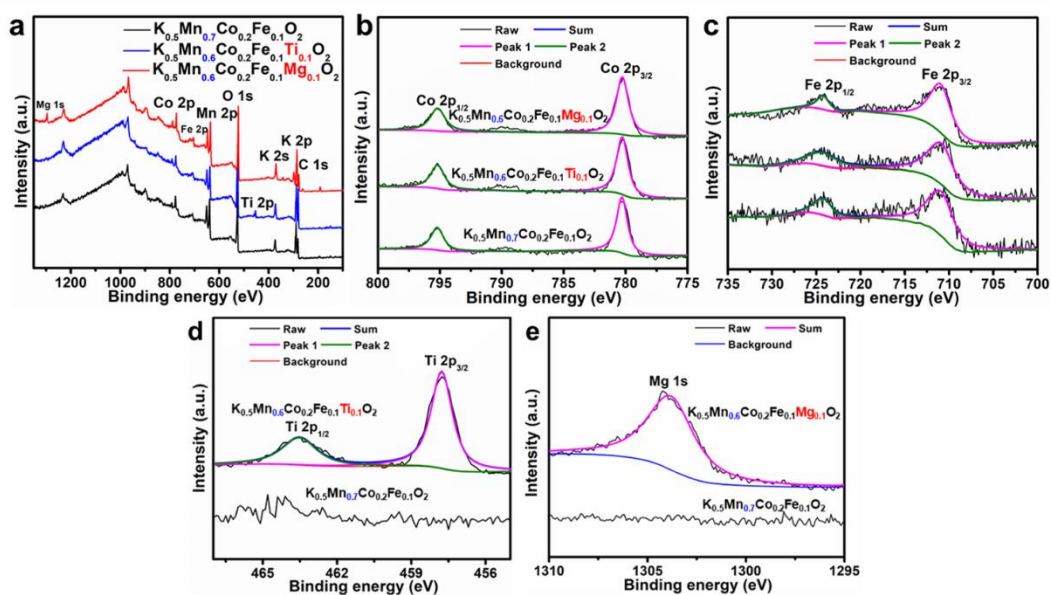 a
K0.5Mn0.7Co0.2Fe0.1O2
K0.5Mn0.6Co0.2Fe0.1Ti0.1O2
K0.5Mn0.6Co0.2Fe0.1Mg0.1O2
Mg 1s
Co 2p
Fe 2p
Mn 2p
O 1s
Ti 2p
K 2s
K 2p
C 1s
Intensity (a.u.)
1200 1000 800 600 400 200
Binding energy (eV)
b
Raw Sum
Peak 1 Peak 2
Background
Co 2p1/2
Co 2p3/2
K0.5Mn0.6Co0.2Fe0.1Mg0.1O2
K0.5Mn0.6Co0.2Fe0.1Ti0.1O2
K0.5Mn0.7Co0.2Fe0.1O2
Intensity (a.u.)
800 795 790 785 780 775
Binding energy (eV)
c
Raw Sum
Peak 1 Peak 2
Background
Fe 2p1/2
Fe 2p3/2
Intensity (a.u.)
735 730 725 720 715 710 705 700
Binding energy (eV)
d
Raw Sum
Peak 1 Peak 2
Background
Ti 2p3/2
K0.5Mn0.6Co0.2Fe0.1Ti0.1O2
Ti 2p1/2
K0.5Mn0.7Co0.2Fe0.1O2
Intensity (a.u.)
465 462 459 456
Binding energy (eV)
e
Raw Sum
Background
Mg 1s
K0.5Mn0.6Co0.2Fe0.1Mg0.1O2
K0.5Mn0.7Co0.2Fe0.1O2
Intensity (a.u.)
1310 1305 1300 1295
Binding energy (eV)